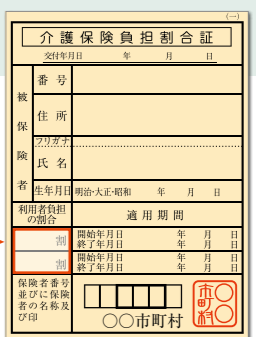 (一)
介護保険負担割合証
交付年月日 年 月 日
被保険者
番号
住所
フリガナ
氏名
生年月日 明治・大正・昭和 年 月 日
利用者負担の割合 適用期間
割 開始年月日 年 月 日
終了年月日 年 月 日
割 開始年月日 年 月 日
終了年月日 年 月 日
保険者番号
並びに保険
者の名称及
び印
〇〇市町村
〇〇市町村